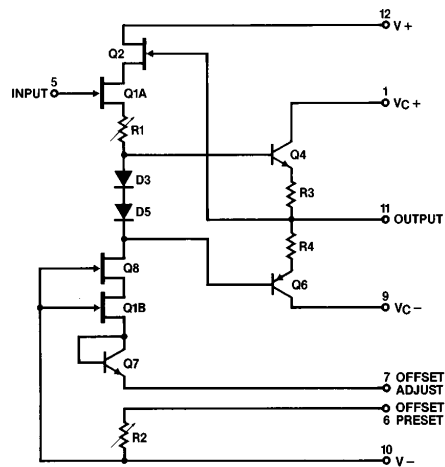 12
V+
Q2
5
INPUT
Q1A
1
VC+
R1
Q4
D3
R3
11
OUTPUT
D5
R4
Q8
Q6
9
VC−
Q1B
Q7
7 OFFSET
ADJUST
OFFSET
6 PRESET
R2
10
V−